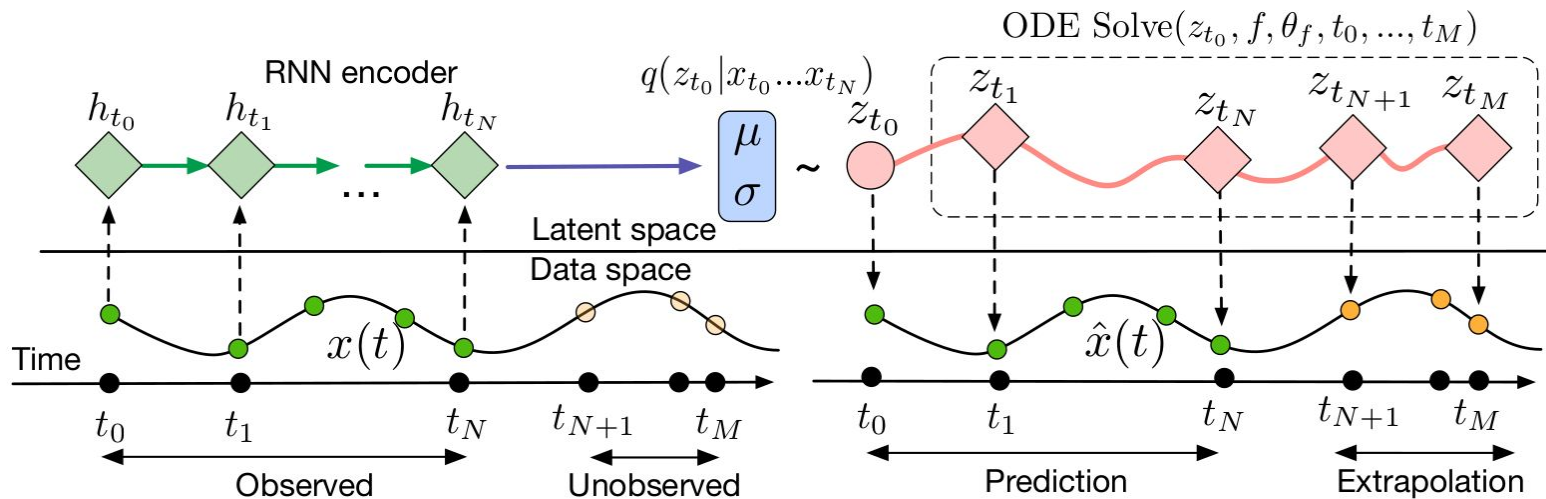 ODE Solve(z_{t_0}, f, θ_f, t_0, ..., t_M)
RNN encoder
q(z_{t_0}|x_{t_0}...x_{t_N})
h_{t_0} h_{t_1} h_{t_N}
z_{t_0} z_{t_1} z_{t_N} z_{t_{N+1}} z_{t_M}
...
μ
σ
~
Latent space
Data space
x(t)
x̂(t)
Time
t_0 t_1 t_N t_{N+1} t_M
t_0 t_1 t_N t_{N+1} t_M
Observed Unobserved
Prediction Extrapolation